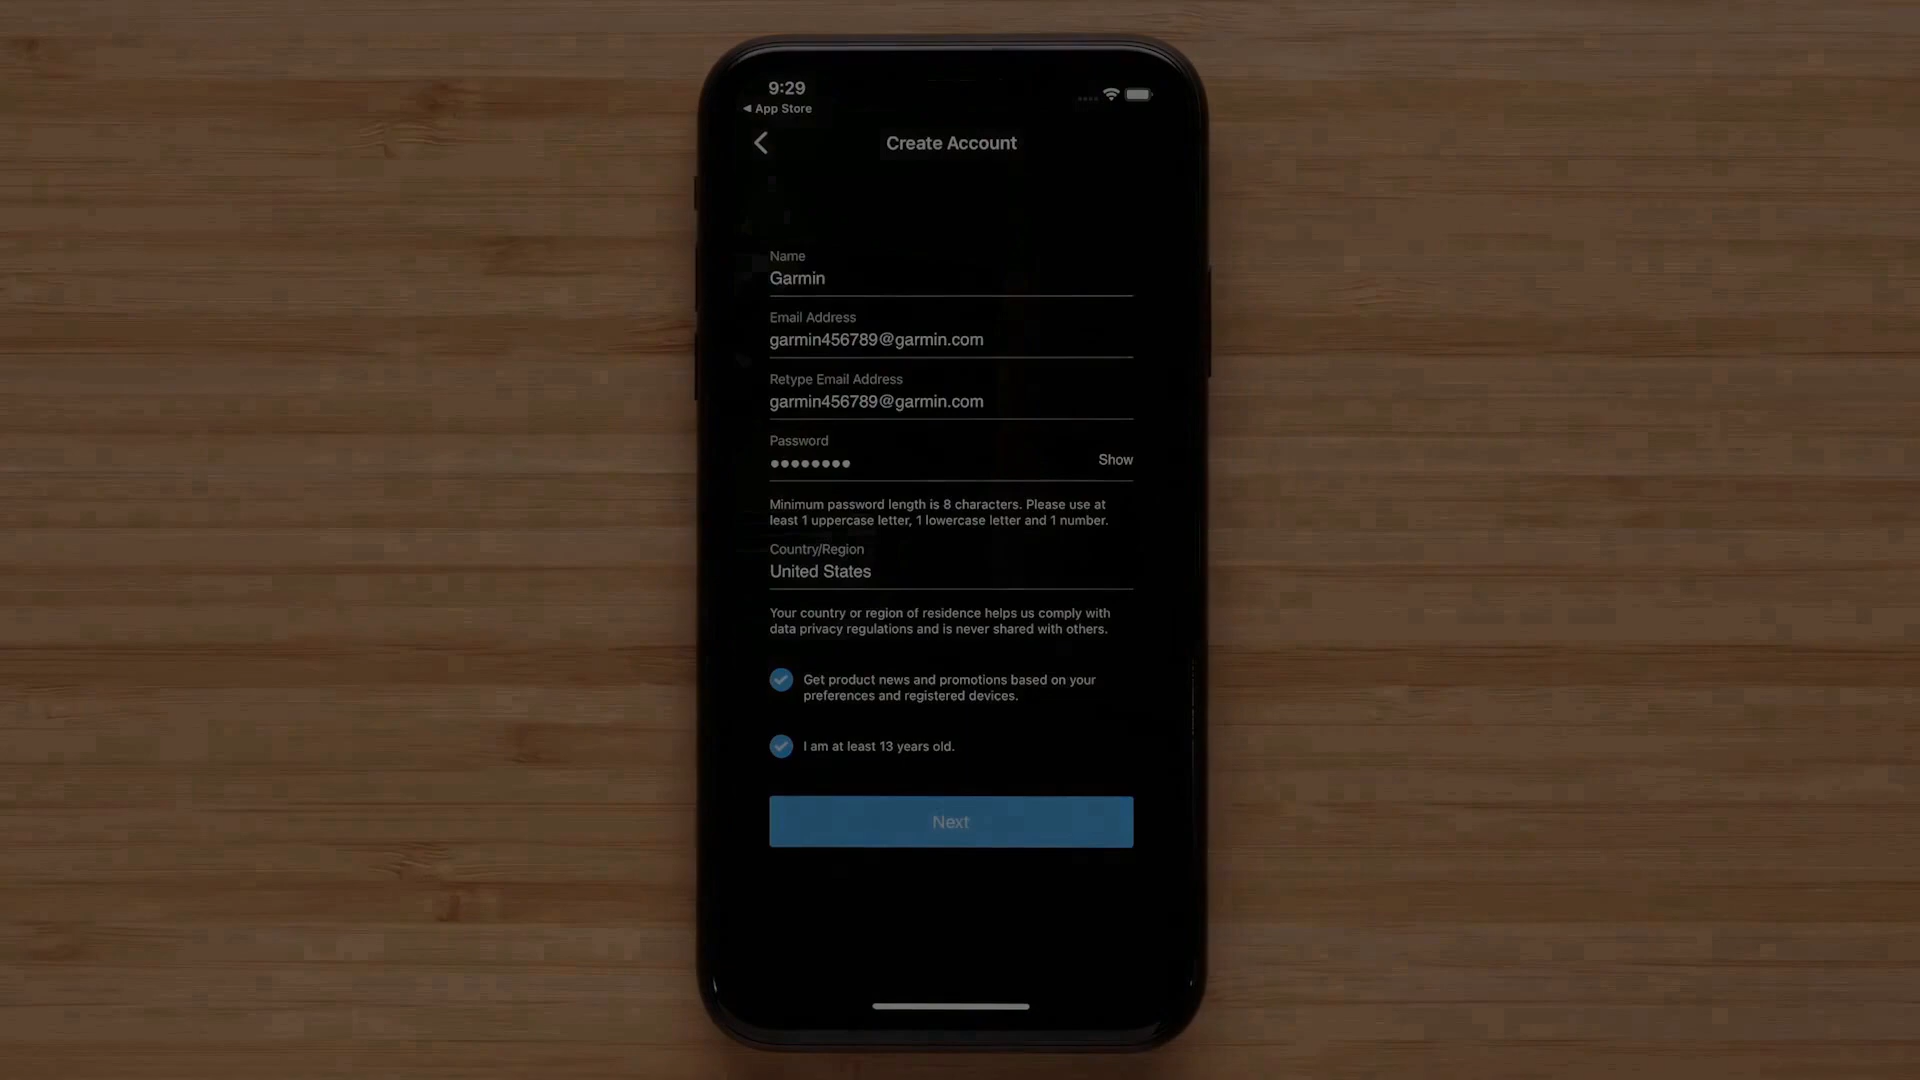 9:29
◀ App Store
Create Account
Name
Garmin
Email Address
garmin456789@garmin.com
Retype Email Address
garmin456789@garmin.com
Password
●●●●●●●●
Show
Minimum password length is 8 characters. Please use at
least 1 uppercase letter, 1 lowercase letter and 1 number.
Country/Region
United States
Your country or region of residence helps us comply with
data privacy regulations and is never shared with others.
Get product news and promotions based on your
preferences and registered devices.
I am at least 13 years old.
Next